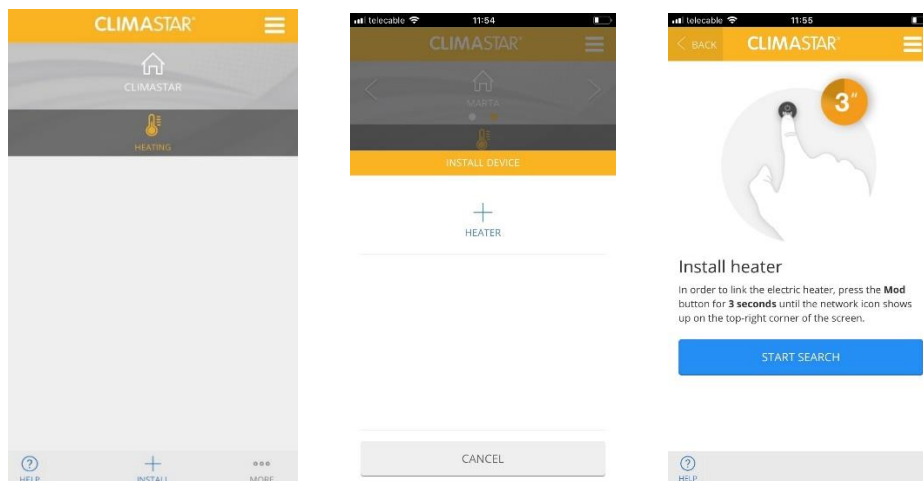 CLIMASTAR®
CLIMASTAR
HEATING
HELP
INSTALL
MORE
telecable 11:54
CLIMASTAR®
MARTA
INSTALL DEVICE
HEATER
CANCEL
telecable 11:55
< BACK CLIMASTAR®
3"
Install heater
In order to link the electric heater, press the Mod
button for 3 seconds until the network icon shows
up on the top-right corner of the screen.
START SEARCH
HELP